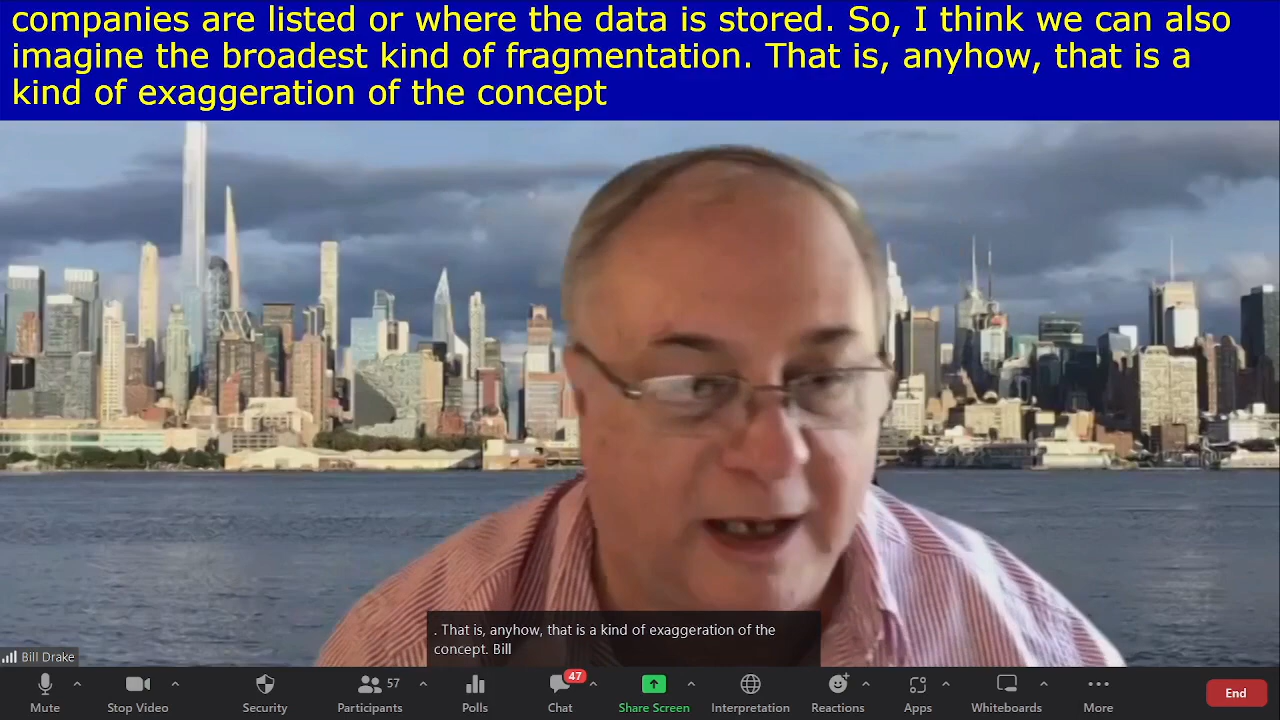 companies are listed or where the data is stored. So, I think we can also
imagine the broadest kind of fragmentation. That is, anyhow, that is a
kind of exaggeration of the concept
. That is, anyhow, that is a kind of exaggeration of the
concept. Bill
Bill Drake
47
57
Mute
Stop Video
Security
Participants
Polls
Chat
Share Screen
Interpretation
Reactions
Apps
Whiteboards
More
End